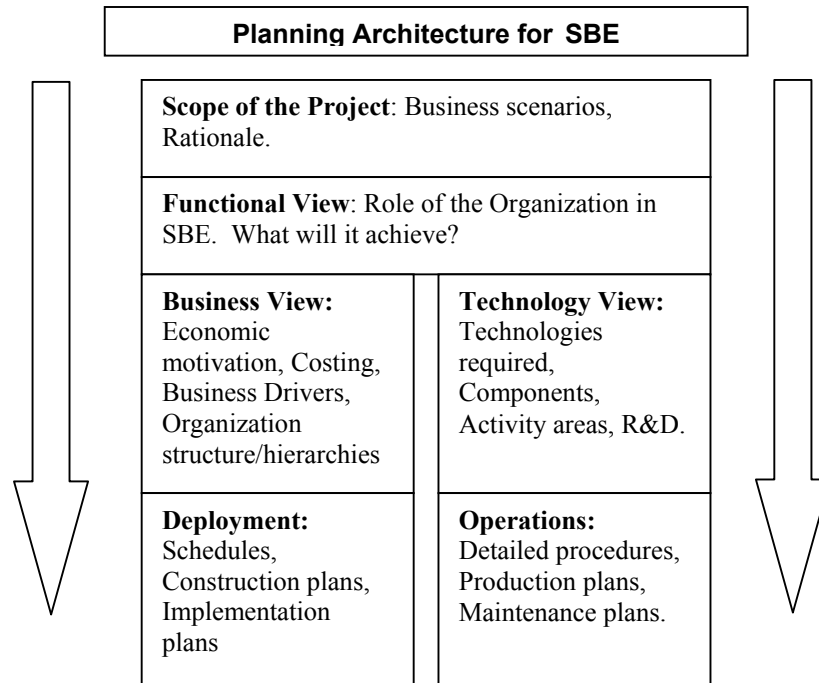 Planning Architecture for SBE
Scope of the Project: Business scenarios,
Rationale.
Functional View: Role of the Organization in
SBE. What will it achieve?
Business View:
Economic
motivation, Costing,
Business Drivers,
Organization
structure/hierarchies
Technology View:
Technologies
required,
Components,
Activity areas, R&D.
Deployment:
Schedules,
Construction plans,
Implementation
plans
Operations:
Detailed procedures,
Production plans,
Maintenance plans.